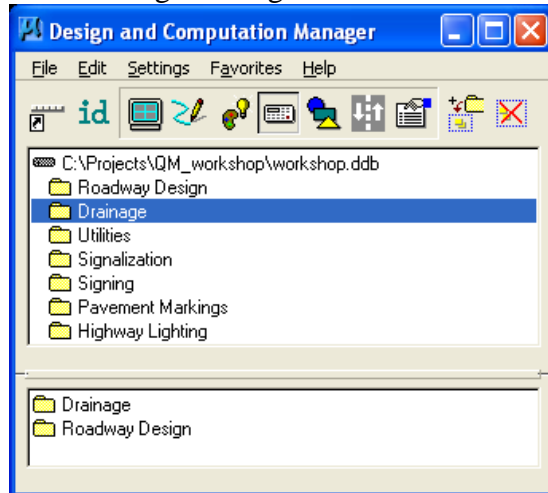 Design and Computation Manager
File Edit Settings Favorites Help
id
C:\Projects\QM_workshop\workshop.ddb
Roadway Design
Drainage
Utilities
Signalization
Signing
Pavement Markings
Highway Lighting
Drainage
Roadway Design